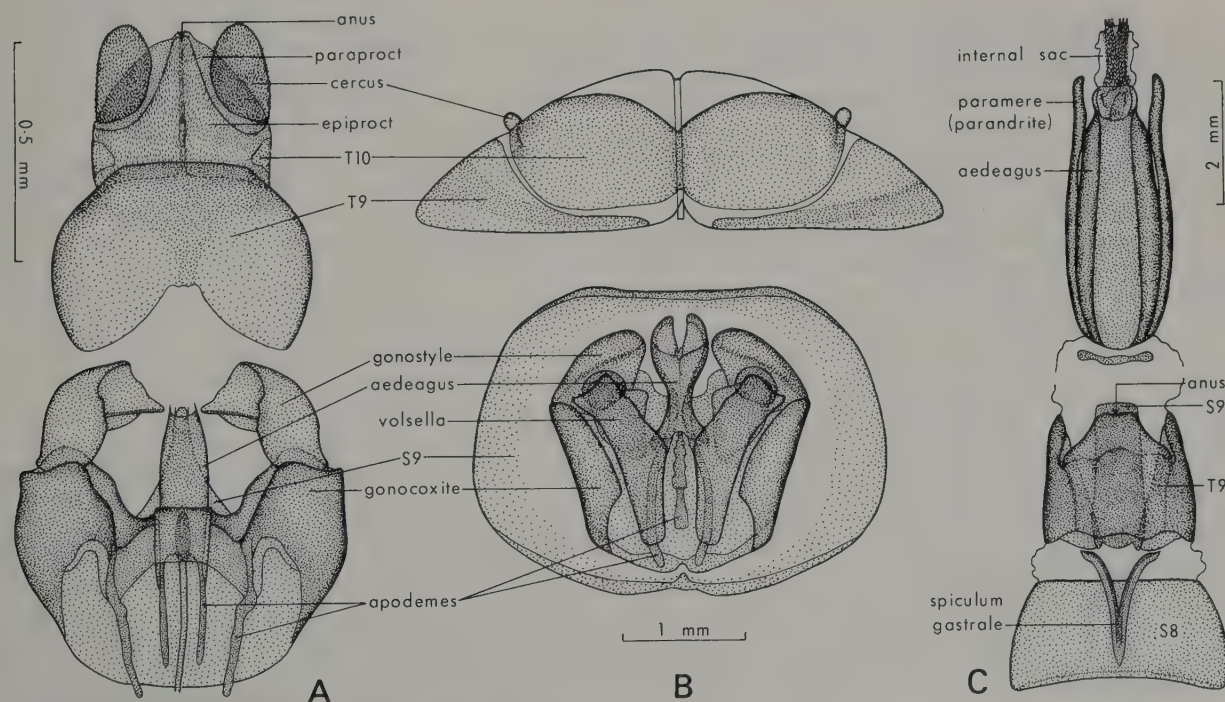 anus
paraproct
cercus
epiproct
T10
T9
0·5 mm
gonostyle
aedeagus
volsella
S9
gonocoxite
apodemes
A
1 mm
B
internal sac
paramere
(parandrite)
aedeagus
2 mm
anus
S9
T9
spiculum
gastrale
S8
C